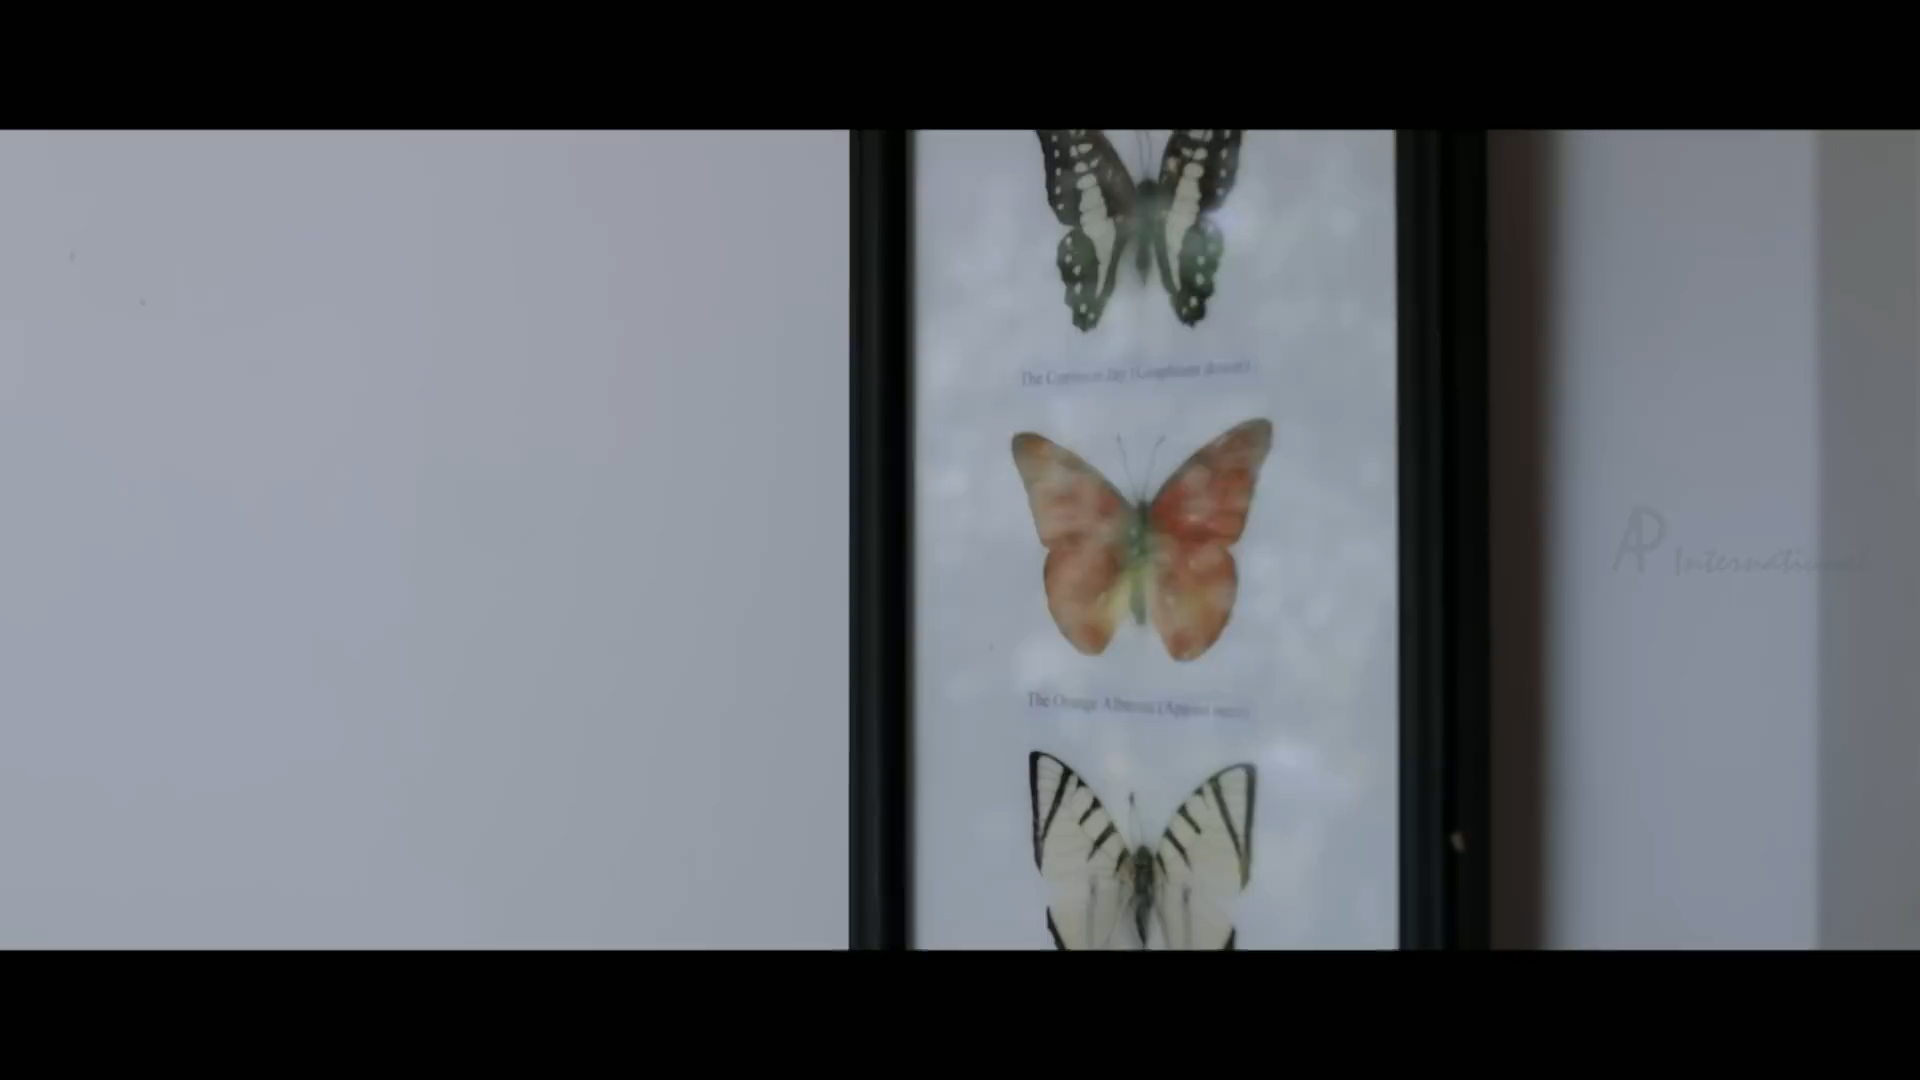 The Common Jay (Graphium doson)
The Orange Albatross (Appias nero)
AP International